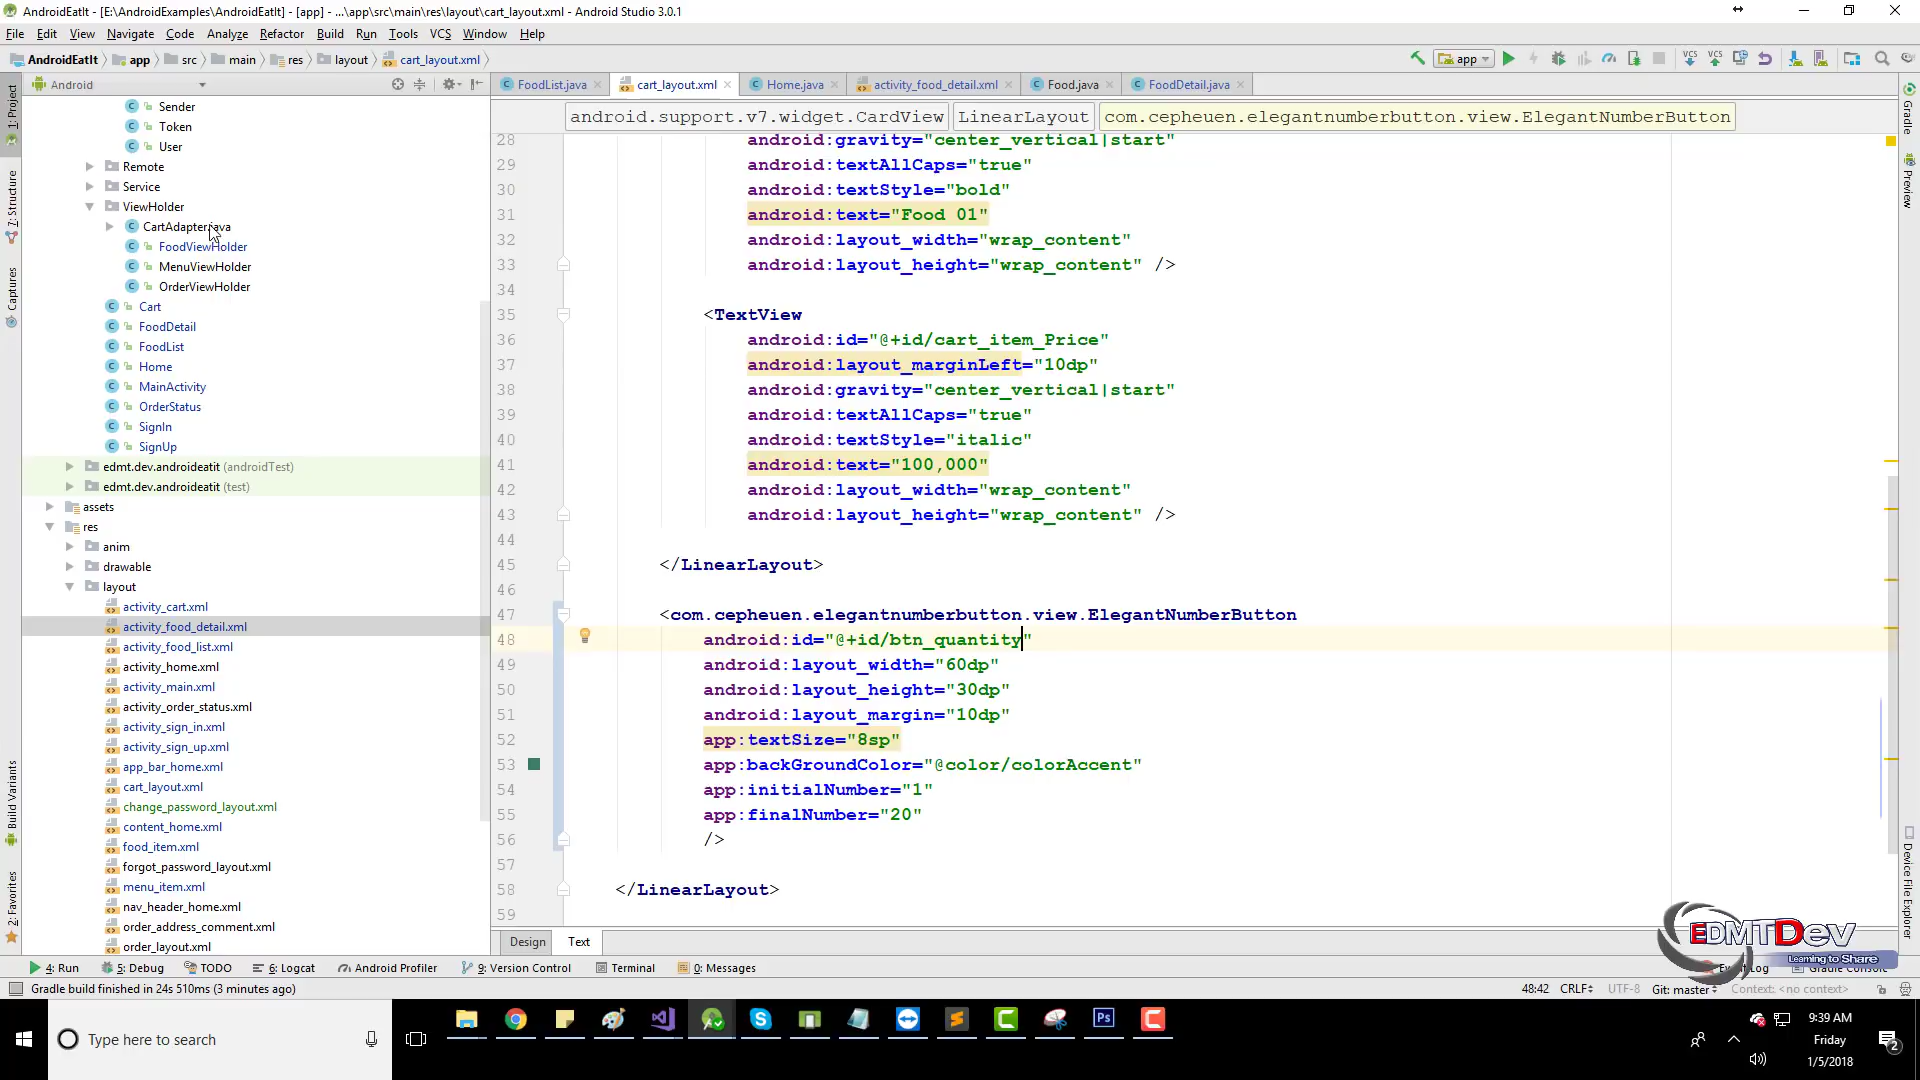 AndroidEatIt - [E:\AndroidExamples\AndroidEatIt] - [app] - ...\app\src\main\res\layout\cart_layout.xml - Android Studio 3.0.1
File Edit View Navigate Code Analyze Refactor Build Run Tools VCS Window Help
AndroidEatIt app src main res layout cart_layout.xml
app
Android
FoodList.java cart_layout.xml Home.java activity_food_detail.xml Food.java FoodDetail.java
android.support.v7.widget.CardView LinearLayout com.cepheuen.elegantnumberbutton.view.ElegantNumberButton
1: Project
7: Structure
Captures
Build Variants
2: Favorites
Sender
Token
User
Remote
Service
ViewHolder
CartAdapter.java
FoodViewHolder
MenuViewHolder
OrderViewHolder
Cart
FoodDetail
FoodList
Home
MainActivity
OrderStatus
SignIn
SignUp
edmt.dev.androideatit (androidTest)
edmt.dev.androideatit (test)
assets
res
anim
drawable
layout
activity_cart.xml
activity_food_detail.xml
activity_food_list.xml
activity_home.xml
activity_main.xml
activity_order_status.xml
activity_sign_in.xml
activity_sign_up.xml
app_bar_home.xml
cart_layout.xml
change_password_layout.xml
content_home.xml
food_item.xml
forgot_password_layout.xml
menu_item.xml
nav_header_home.xml
order_address_comment.xml
order_layout.xml
28 android:gravity="center_vertical|start"
29 android:textAllCaps="true"
30 android:textStyle="bold"
31 android:text="Food 01"
32 android:layout_width="wrap_content"
33 android:layout_height="wrap_content" />
34
35 <TextView
36 android:id="@+id/cart_item_Price"
37 android:layout_marginLeft="10dp"
38 android:gravity="center_vertical|start"
39 android:textAllCaps="true"
40 android:textStyle="italic"
41 android:text="100,000"
42 android:layout_width="wrap_content"
43 android:layout_height="wrap_content" />
44
45 </LinearLayout>
46
47 <com.cepheuen.elegantnumberbutton.view.ElegantNumberButton
48 android:id="@+id/btn_quantity"
49 android:layout_width="60dp"
50 android:layout_height="30dp"
51 android:layout_margin="10dp"
52 app:textSize="8sp"
53 app:backGroundColor="@color/colorAccent"
54 app:initialNumber="1"
55 app:finalNumber="20"
56 />
57
58 </LinearLayout>
59
Gradle
Preview
Device File Explorer
Design Text
EDMTDev
Learning to Share
4: Run 5: Debug TODO 6: Logcat Android Profiler 9: Version Control Terminal 0: Messages
Gradle build finished in 24s 510ms (3 minutes ago)
48:42 CRLF UTF-8 Git: master Context: <no context>
Type here to search
9:39 AM
Friday
1/5/2018
2